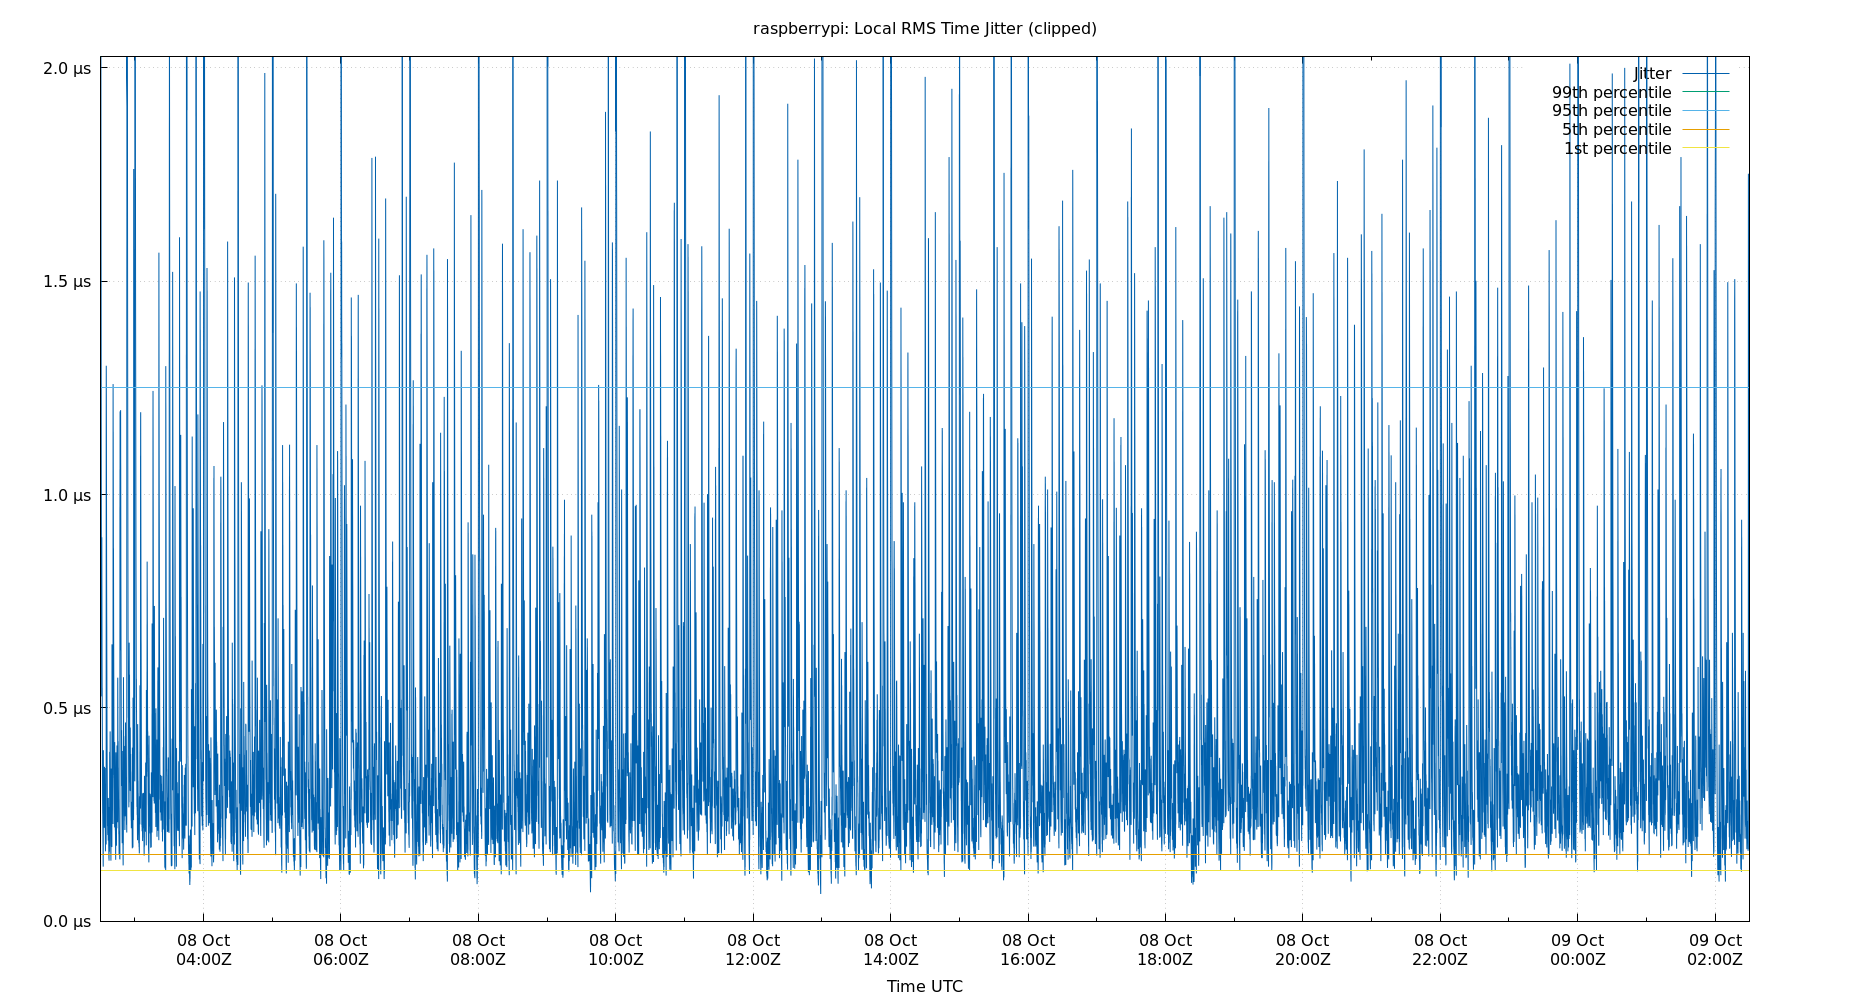 raspberrypi: Local RMS Time Jitter (clipped)
2.0 µs
1.5 µs
1.0 µs
0.5 µs
0.0 µs
Jitter
99th percentile
95th percentile
5th percentile
1st percentile
08 Oct 08 Oct 08 Oct 08 Oct 08 Oct 08 Oct 08 Oct 08 Oct 08 Oct 08 Oct 09 Oct 09 Oct
04:00Z 06:00Z 08:00Z 10:00Z 12:00Z 14:00Z 16:00Z 18:00Z 20:00Z 22:00Z 00:00Z 02:00Z
Time UTC